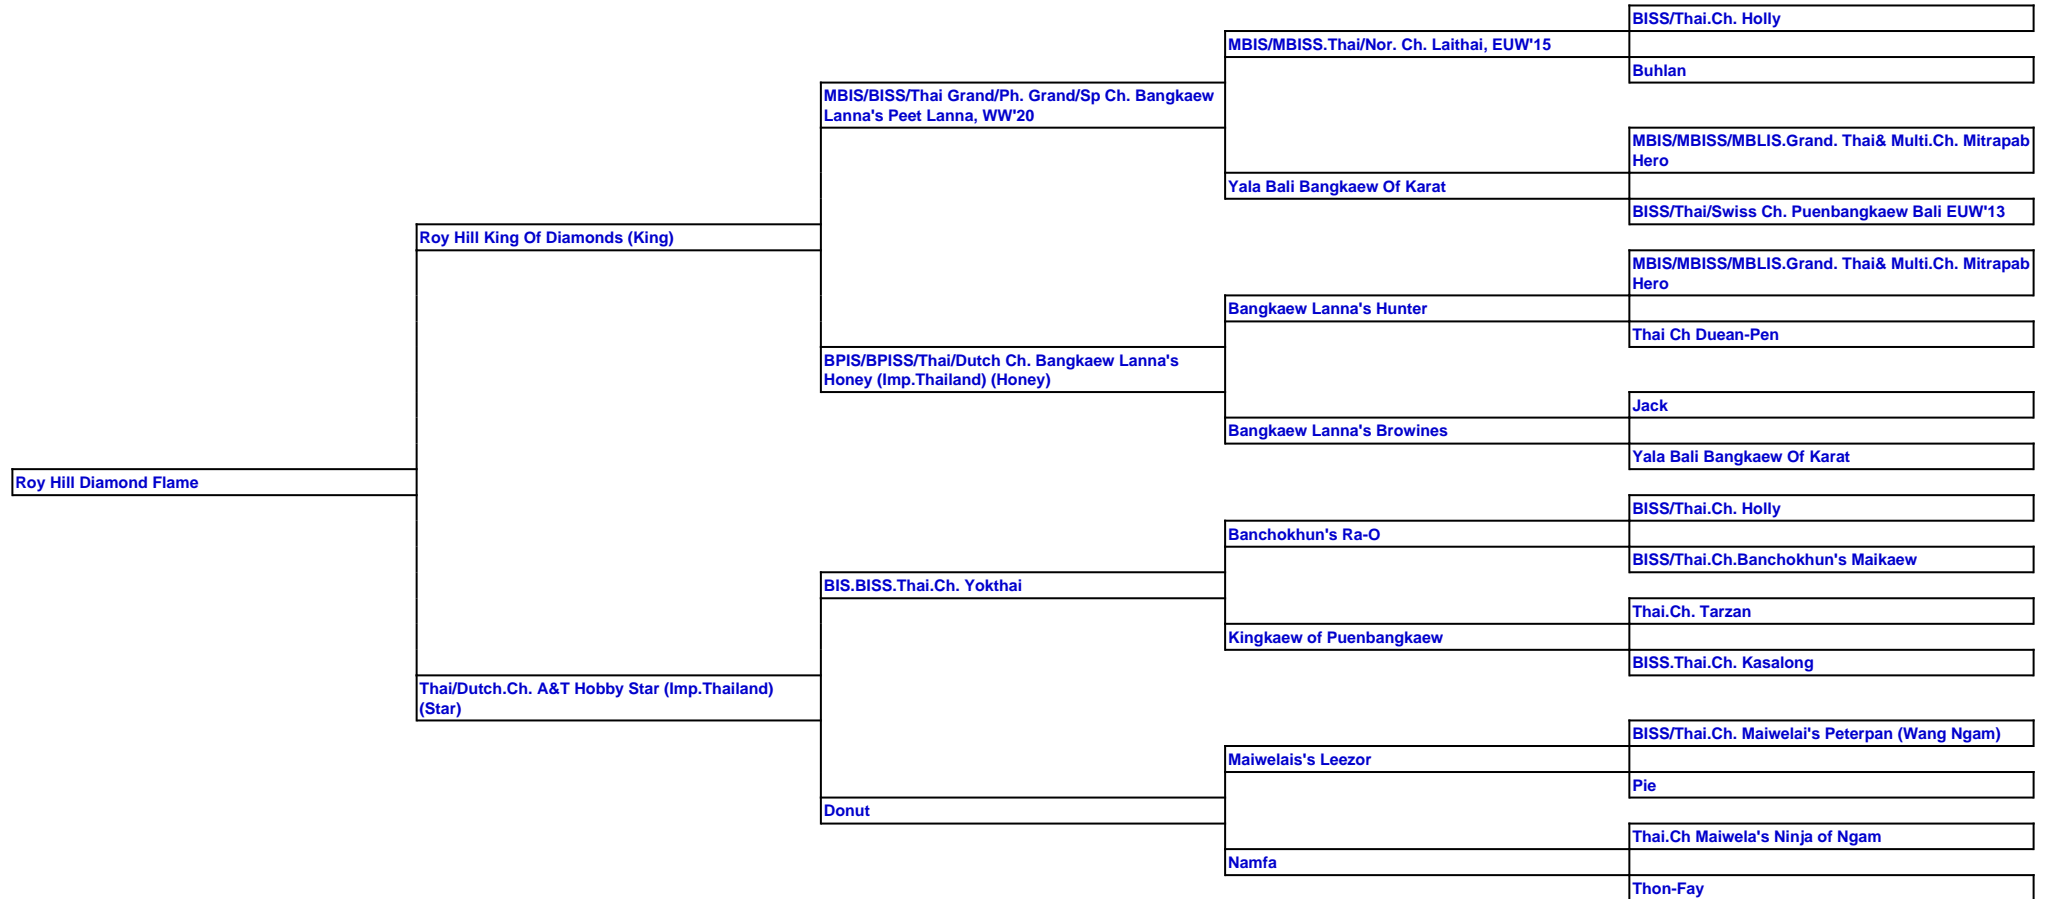 BISS/Thai.Ch. Holly
MBIS/MBISS.Thai/Nor. Ch. Laithai, EUW'15
Buhlan
MBIS/BISS/Thai Grand/Ph. Grand/Sp Ch. Bangkaew
Lanna's Peet Lanna, WW'20
MBIS/MBISS/MBLIS.Grand. Thai& Multi.Ch. Mitrapab
Hero
Yala Bali Bangkaew Of Karat
BISS/Thai/Swiss Ch. Puenbangkaew Bali EUW'13
Roy Hill King Of Diamonds (King)
MBIS/MBISS/MBLIS.Grand. Thai& Multi.Ch. Mitrapab
Hero
Bangkaew Lanna's Hunter
Thai Ch Duean-Pen
BPIS/BPISS/Thai/Dutch Ch. Bangkaew Lanna's
Honey (Imp.Thailand) (Honey)
Jack
Bangkaew Lanna's Browines
Yala Bali Bangkaew Of Karat
Roy Hill Diamond Flame
BISS/Thai.Ch. Holly
Banchokhun's Ra-O
BISS/Thai.Ch.Banchokhun's Maikaew
BIS.BISS.Thai.Ch. Yokthai
Thai.Ch. Tarzan
Kingkaew of Puenbangkaew
BISS.Thai.Ch. Kasalong
Thai/Dutch.Ch. A&T Hobby Star (Imp.Thailand)
(Star)
BISS/Thai.Ch. Maiwelai's Peterpan (Wang Ngam)
Maiwelais's Leezor
Pie
Donut
Thai.Ch Maiwela's Ninja of Ngam
Namfa
Thon-Fay